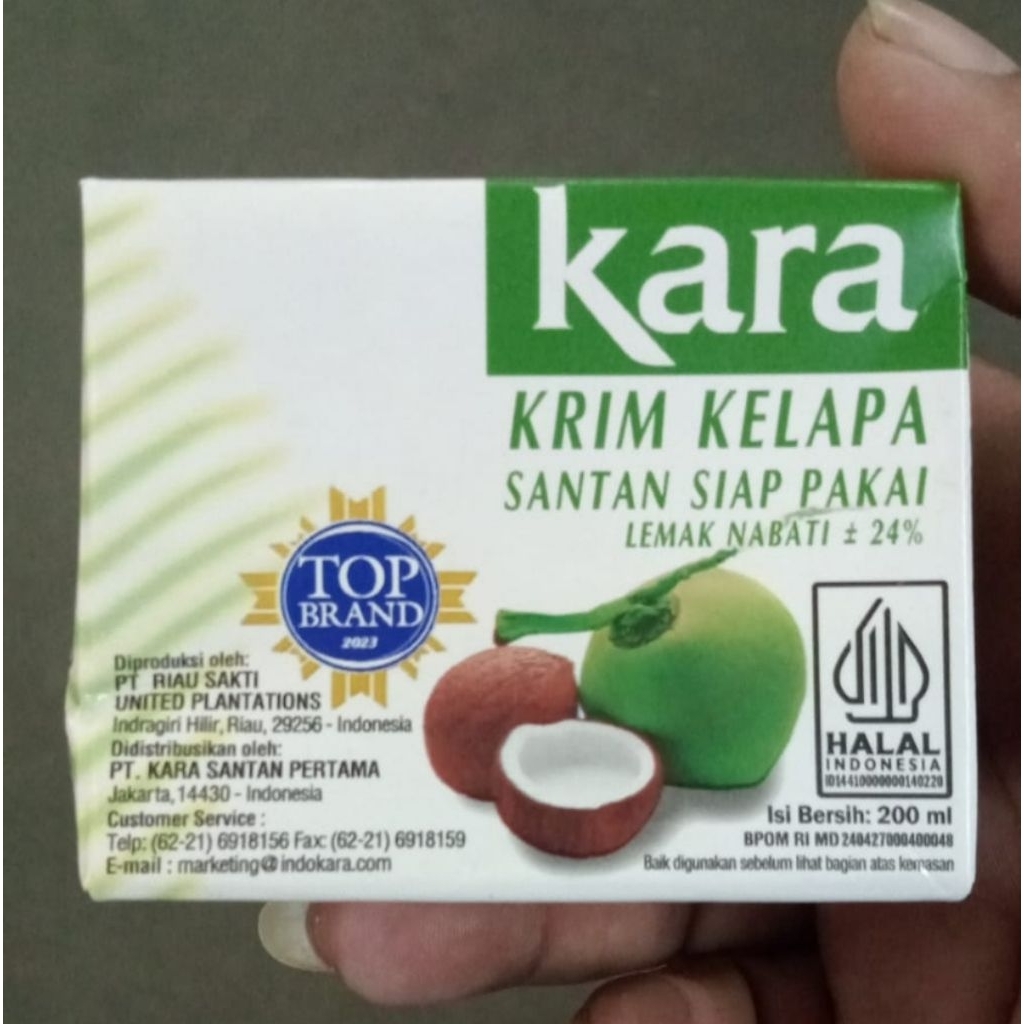 kara
KRIM KELAPA
SANTAN SIAP PAKAI
LEMAK NABATI ± 24%
TOP
BRAND
2023
Diproduksi oleh:
PT RIAU SAKTI
UNITED PLANTATIONS
Indragiri Hilir, Riau, 29256 - Indonesia
Didistribusikan oleh:
PT. KARA SANTAN PERTAMA
Jakarta, 14430 - Indonesia
Customer Service :
Telp: (62-21) 6918156 Fax: (62-21) 6918159
E-mail : marketing@indokara.com
HALAL
INDONESIA
ID14410000000140220
Isi Bersih: 200 ml
BPOM RI MD 240427000400048
Baik digunakan sebelum lihat bagian atas kemasan